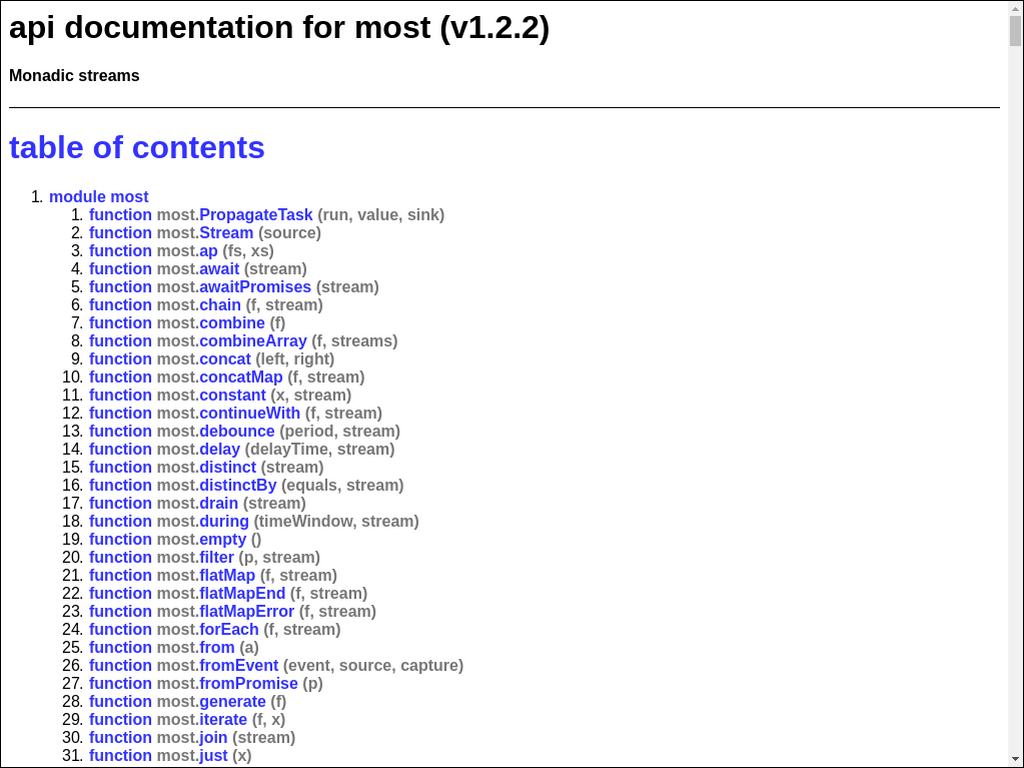 api documentation for most (v1.2.2)
Monadic streams
table of contents
1. module most
1. function most.PropagateTask (run, value, sink)
2. function most.Stream (source)
3. function most.ap (fs, xs)
4. function most.await (stream)
5. function most.awaitPromises (stream)
6. function most.chain (f, stream)
7. function most.combine (f)
8. function most.combineArray (f, streams)
9. function most.concat (left, right)
10. function most.concatMap (f, stream)
11. function most.constant (x, stream)
12. function most.continueWith (f, stream)
13. function most.debounce (period, stream)
14. function most.delay (delayTime, stream)
15. function most.distinct (stream)
16. function most.distinctBy (equals, stream)
17. function most.drain (stream)
18. function most.during (timeWindow, stream)
19. function most.empty ()
20. function most.filter (p, stream)
21. function most.flatMap (f, stream)
22. function most.flatMapEnd (f, stream)
23. function most.flatMapError (f, stream)
24. function most.forEach (f, stream)
25. function most.from (a)
26. function most.fromEvent (event, source, capture)
27. function most.fromPromise (p)
28. function most.generate (f)
29. function most.iterate (f, x)
30. function most.join (stream)
31. function most.just (x)